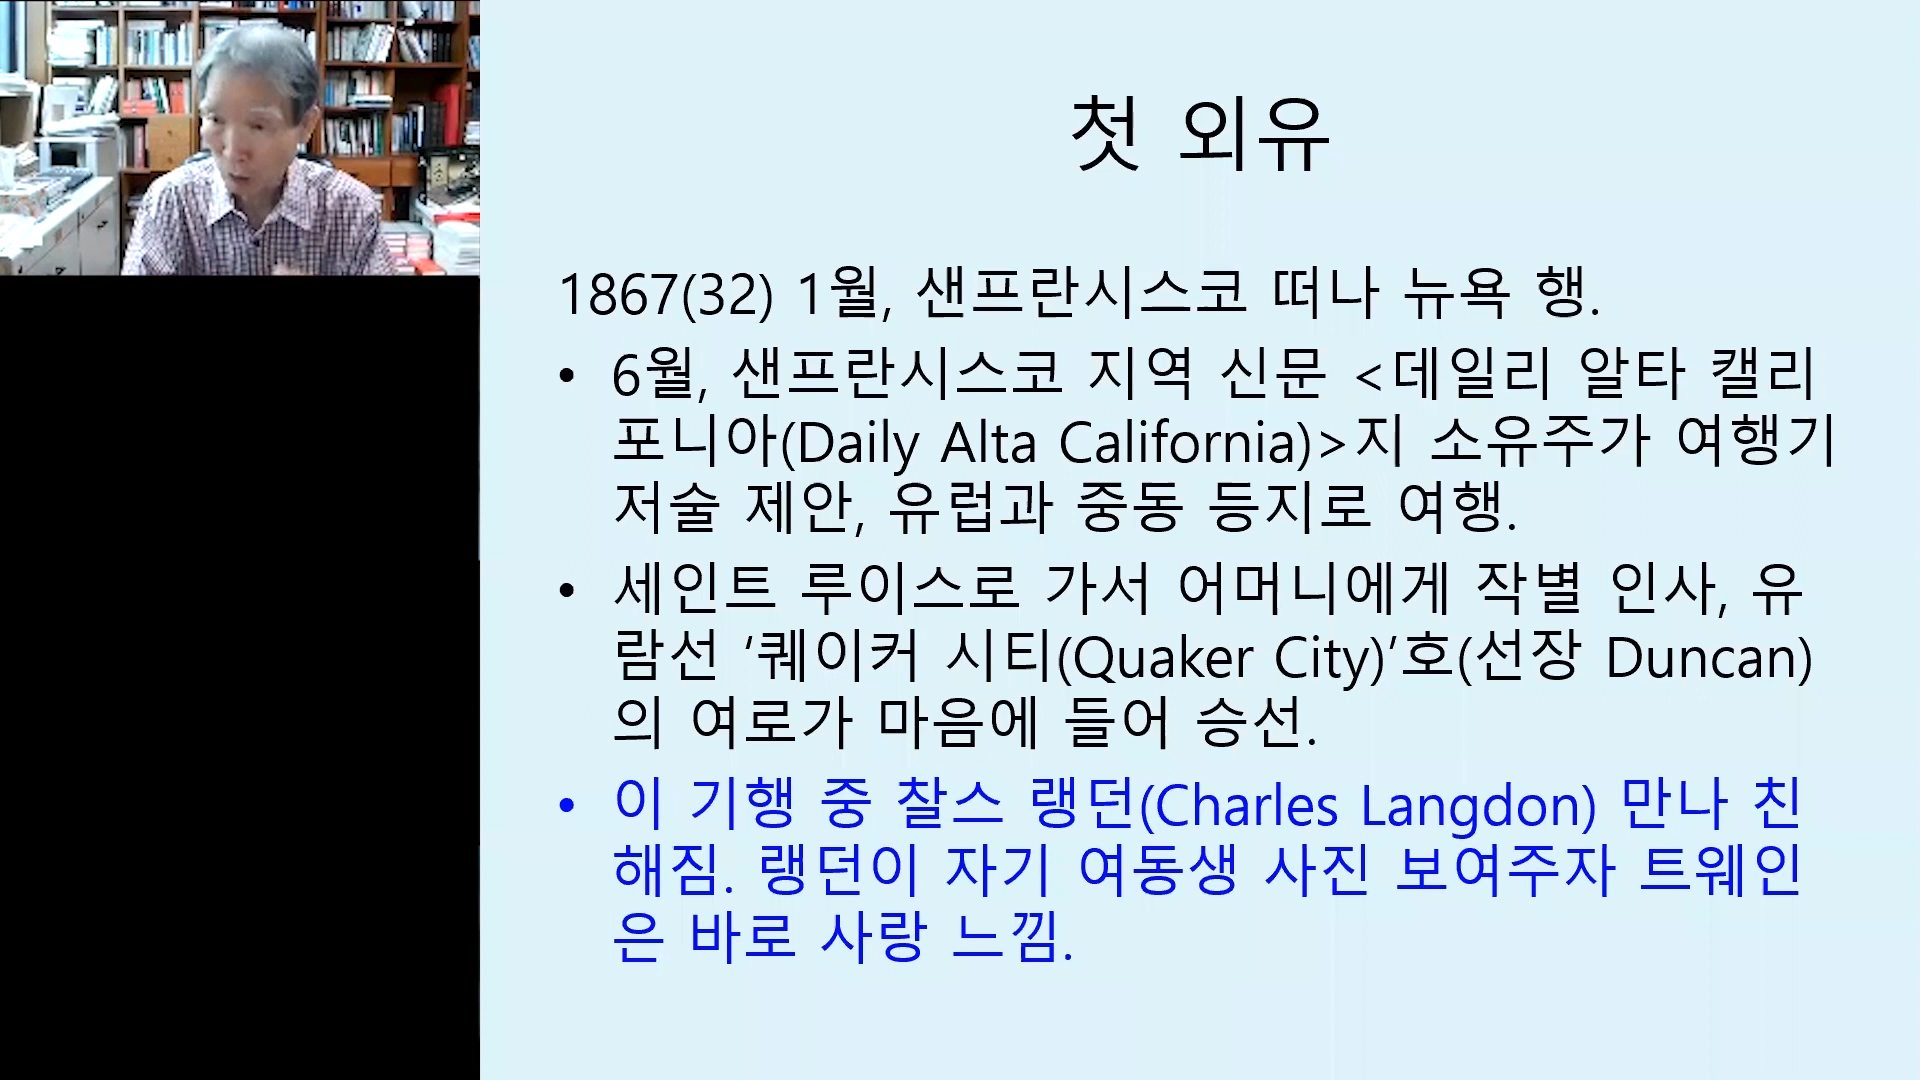 첫 외유
1867(32) 1월, 샌프란시스코 떠나 뉴욕 행.
• 6월, 샌프란시스코 지역 신문 <데일리 알타 캘리
포니아(Daily Alta California)>지 소유주가 여행기
저술 제안, 유럽과 중동 등지로 여행.
• 세인트 루이스로 가서 어머니에게 작별 인사, 유
람선 ‘퀘이커 시티(Quaker City)’호(선장 Duncan)
의 여로가 마음에 들어 승선.
• 이 기행 중 찰스 랭던(Charles Langdon) 만나 친
해짐. 랭던이 자기 여동생 사진 보여주자 트웨인
은 바로 사랑 느낌.